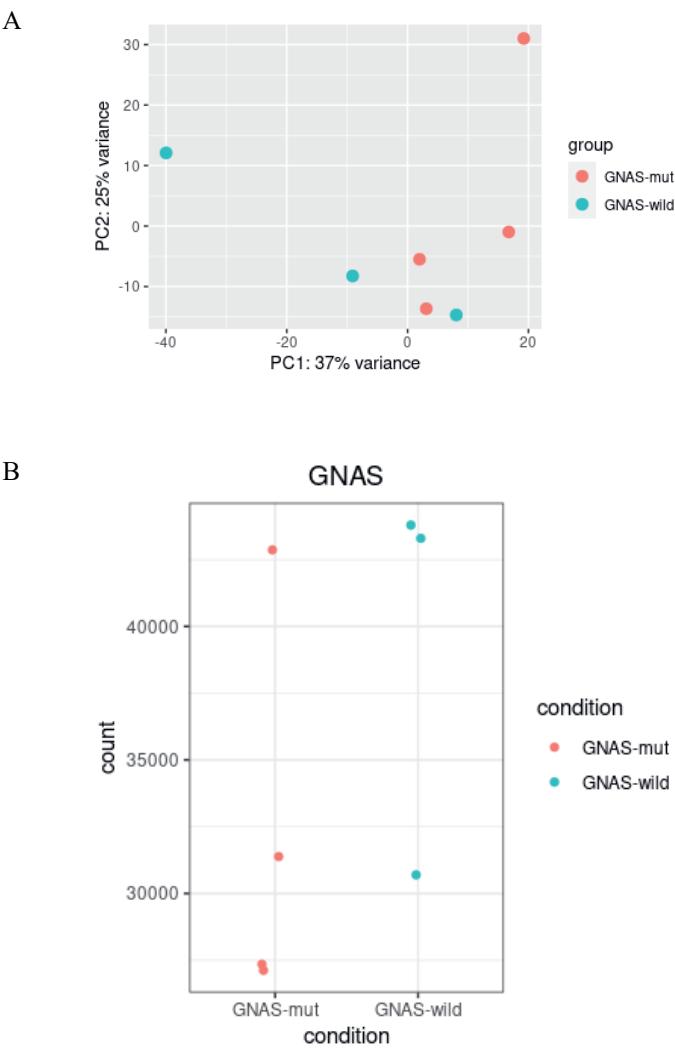 A
30
20
10
0
-10
PC2: 25% variance
-40
-20
0
20
PC1: 37% variance
group
GNAS-mut
GNAS-wild
B
GNAS
40000
35000
30000
count
GNAS-mut
GNAS-wild
condition
condition
GNAS-mut
GNAS-wild